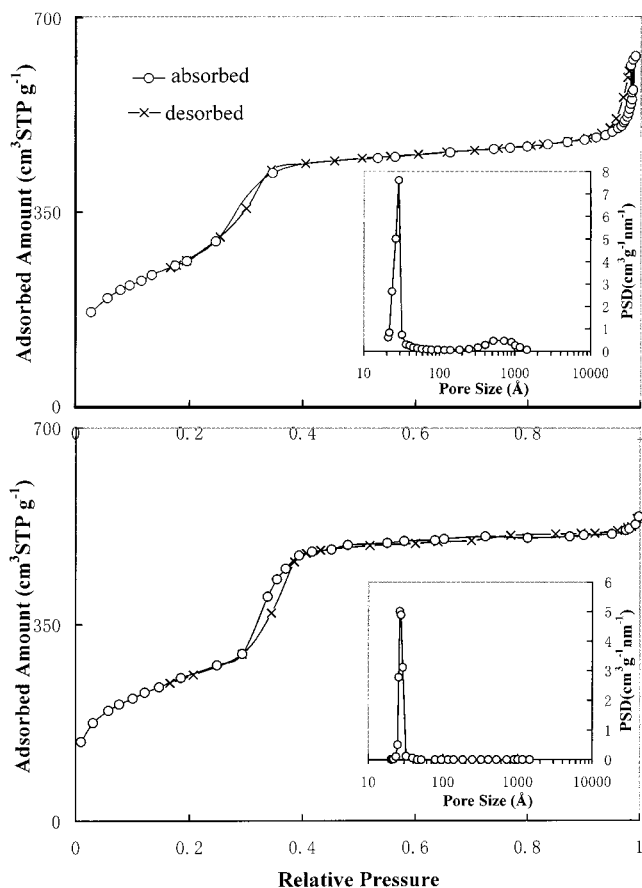 700
absorbed
desorbed
Adsorbed Amount (cm³STP g⁻¹)
350
0
8
7
6
5
4
3
2
1
0
PSD(cm³g⁻¹nm⁻¹)
10 100 1000 10000
Pore Size (Å)
0 0.2 0.4 0.6 0.8 1
700
Adsorbed Amount (cm³STP g⁻¹)
350
0
6
5
4
3
2
1
0
PSD(cm³g⁻¹nm⁻¹)
10 100 1000 10000
Pore Size (Å)
0 0.2 0.4 0.6 0.8 1
Relative Pressure